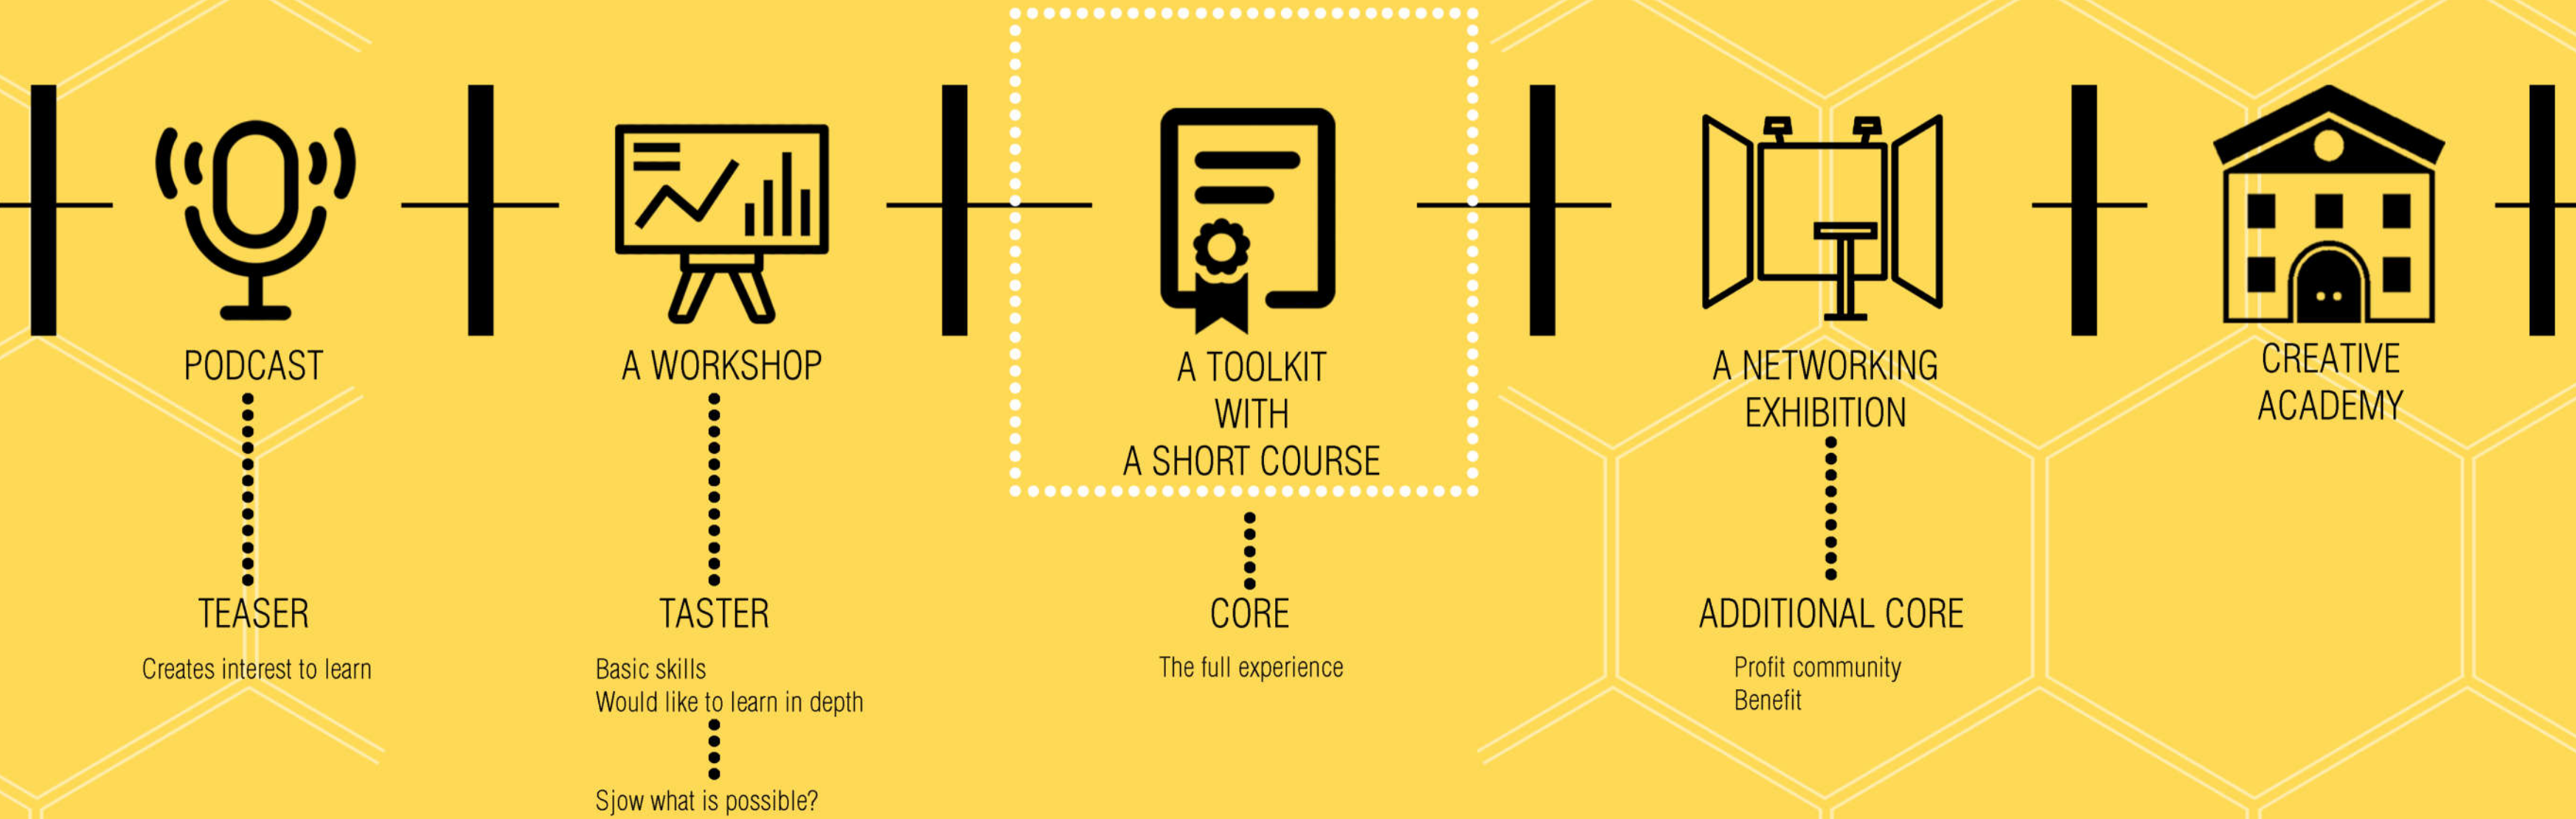 PODCAST
TEASER
Creates interest to learn
A WORKSHOP
TASTER
Basic skills
Would like to learn in depth
Sjow what is possible?
A TOOLKIT
WITH
A SHORT COURSE
CORE
The full experience
A NETWORKING
EXHIBITION
ADDITIONAL CORE
Profit community
Benefit
CREATIVE
ACADEMY